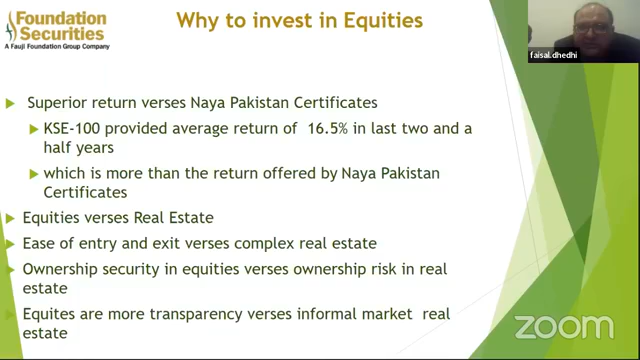 Foundation
Securities
A Fauji Foundation Group Company
Why to invest in Equities
faisal.dhedhi
Superior return verses Naya Pakistan Certificates
KSE-100 provided average return of 16.5% in last two and a
half years
which is more than the return offered by Naya Pakistan
Certificates
Equities verses Real Estate
Ease of entry and exit verses complex real estate
Ownership security in equities verses ownership risk in real
estate
Equites are more transparency verses informal market real
estate
zoom